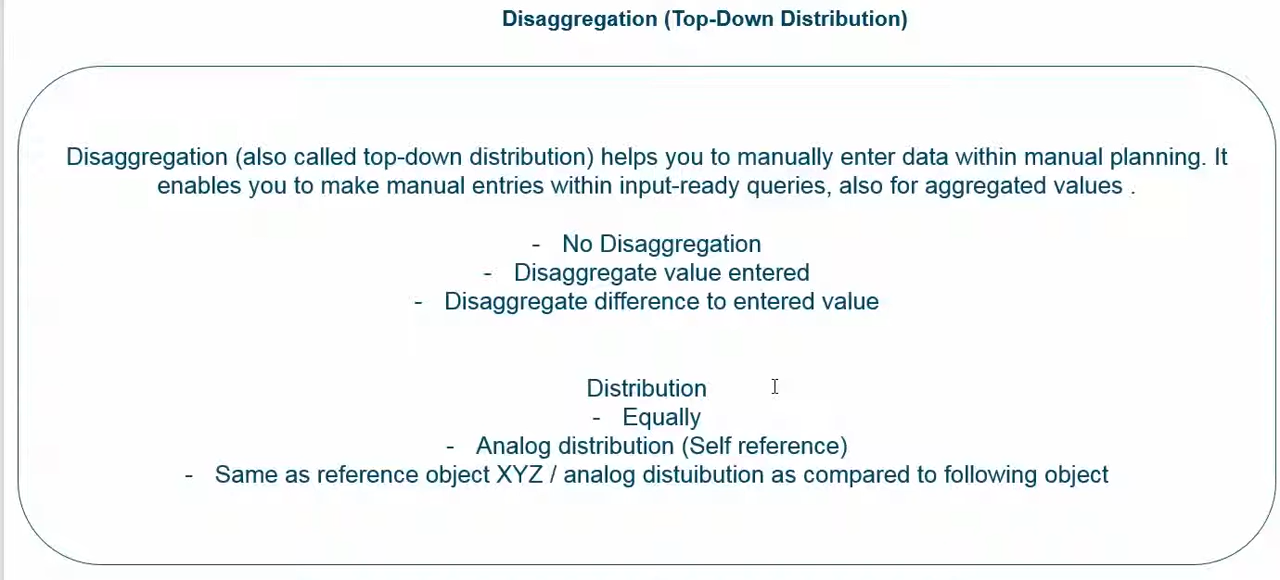 Disaggregation (Top-Down Distribution)
Disaggregation (also called top-down distribution) helps you to manually enter data within manual planning. It
enables you to make manual entries within input-ready queries, also for aggregated values .
- No Disaggregation
- Disaggregate value entered
- Disaggregate difference to entered value
Distribution
- Equally
- Analog distribution (Self reference)
- Same as reference object XYZ / analog distuibution as compared to following object